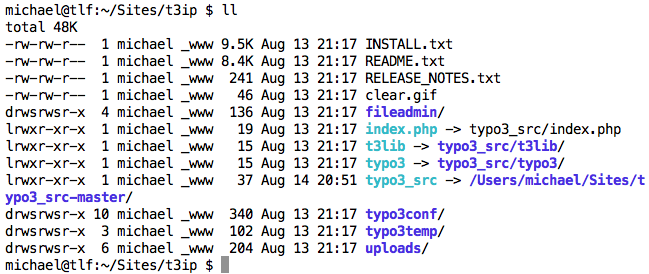 michael@tlf:~/Sites/t3ip $ ll
total 48K
-rw-rw-r--  1 michael _www 9.5K Aug 13 21:17 INSTALL.txt
-rw-rw-r--  1 michael _www 8.4K Aug 13 21:17 README.txt
-rw-rw-r--  1 michael _www  241 Aug 13 21:17 RELEASE_NOTES.txt
-rw-rw-r--  1 michael _www   46 Aug 13 21:17 clear.gif
drwsrwsr-x  4 michael _www  136 Aug 13 21:17 fileadmin/
lrwxr-xr-x  1 michael _www   19 Aug 13 21:17 index.php -> typo3_src/index.php
lrwxr-xr-x  1 michael _www   15 Aug 13 21:17 t3lib -> typo3_src/t3lib/
lrwxr-xr-x  1 michael _www   15 Aug 13 21:17 typo3 -> typo3_src/typo3/
lrwxr-xr-x  1 michael _www   37 Aug 14 20:51 typo3_src -> /Users/michael/Sites/t
ypo3_src-master/
drwsrwsr-x 10 michael _www  340 Aug 13 21:17 typo3conf/
drwsrwsr-x  3 michael _www  102 Aug 13 21:17 typo3temp/
drwsrwsr-x  6 michael _www  204 Aug 13 21:17 uploads/
michael@tlf:~/Sites/t3ip $